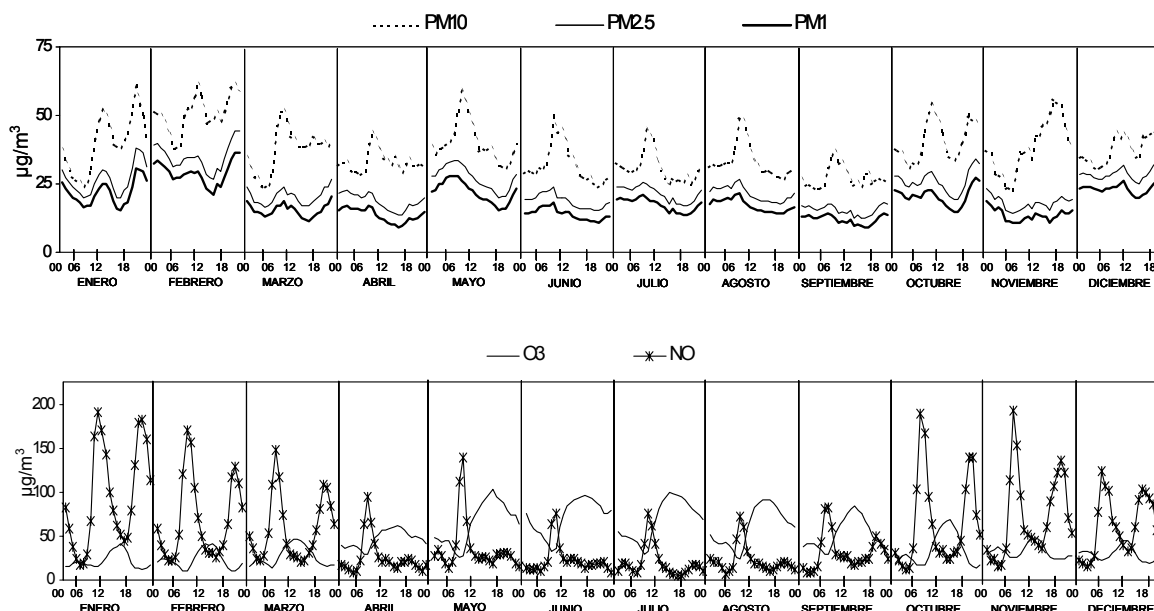 PM10 PM2.5 PM1
75
50
25
0
µg/m³
00 06 12 18 00 06 12 18 00 06 12 18 00 06 12 18 00 06 12 18 00 06 12 18 00 06 12 18 00 06 12 18 00 06 12 18 00 06 12 18 00 06 12 18 00 06 12 18 00
ENERO FEBRERO MARZO ABRIL MAYO JUNIO JULIO AGOSTO SEPTIEMBRE OCTUBRE NOVIEMBRE DICIEMBRE
O3 NO
200
150
100
50
0
µg/m³
00 06 12 18 00 06 12 18 00 06 12 18 00 06 12 18 00 06 12 18 00 06 12 18 00 06 12 18 00 06 12 18 00 06 12 18 00 06 12 18 00 06 12 18 00 06 12 18 00
ENERO FEBRERO MARZO ABRIL MAYO JUNIO JULIO AGOSTO SEPTIEMBRE OCTUBRE NOVIEMBRE DICIEMBRE